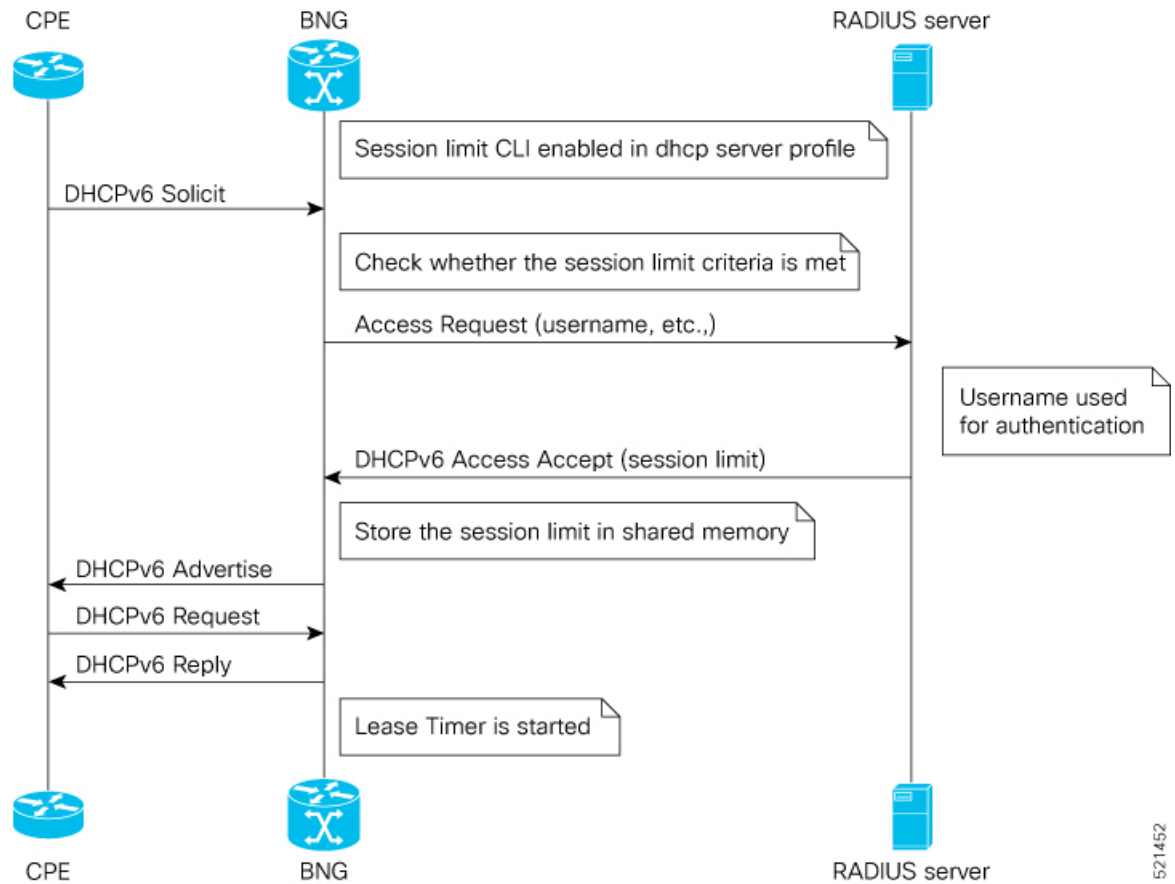 CPE
BNG
RADIUS server
Session limit CLI enabled in dhcp server profile
DHCPv6 Solicit
Check whether the session limit criteria is met
Access Request (username, etc.,)
Username used
for authentication
DHCPv6 Access Accept (session limit)
Store the session limit in shared memory
DHCPv6 Advertise
DHCPv6 Request
DHCPv6 Reply
Lease Timer is started
CPE
BNG
RADIUS server
521452